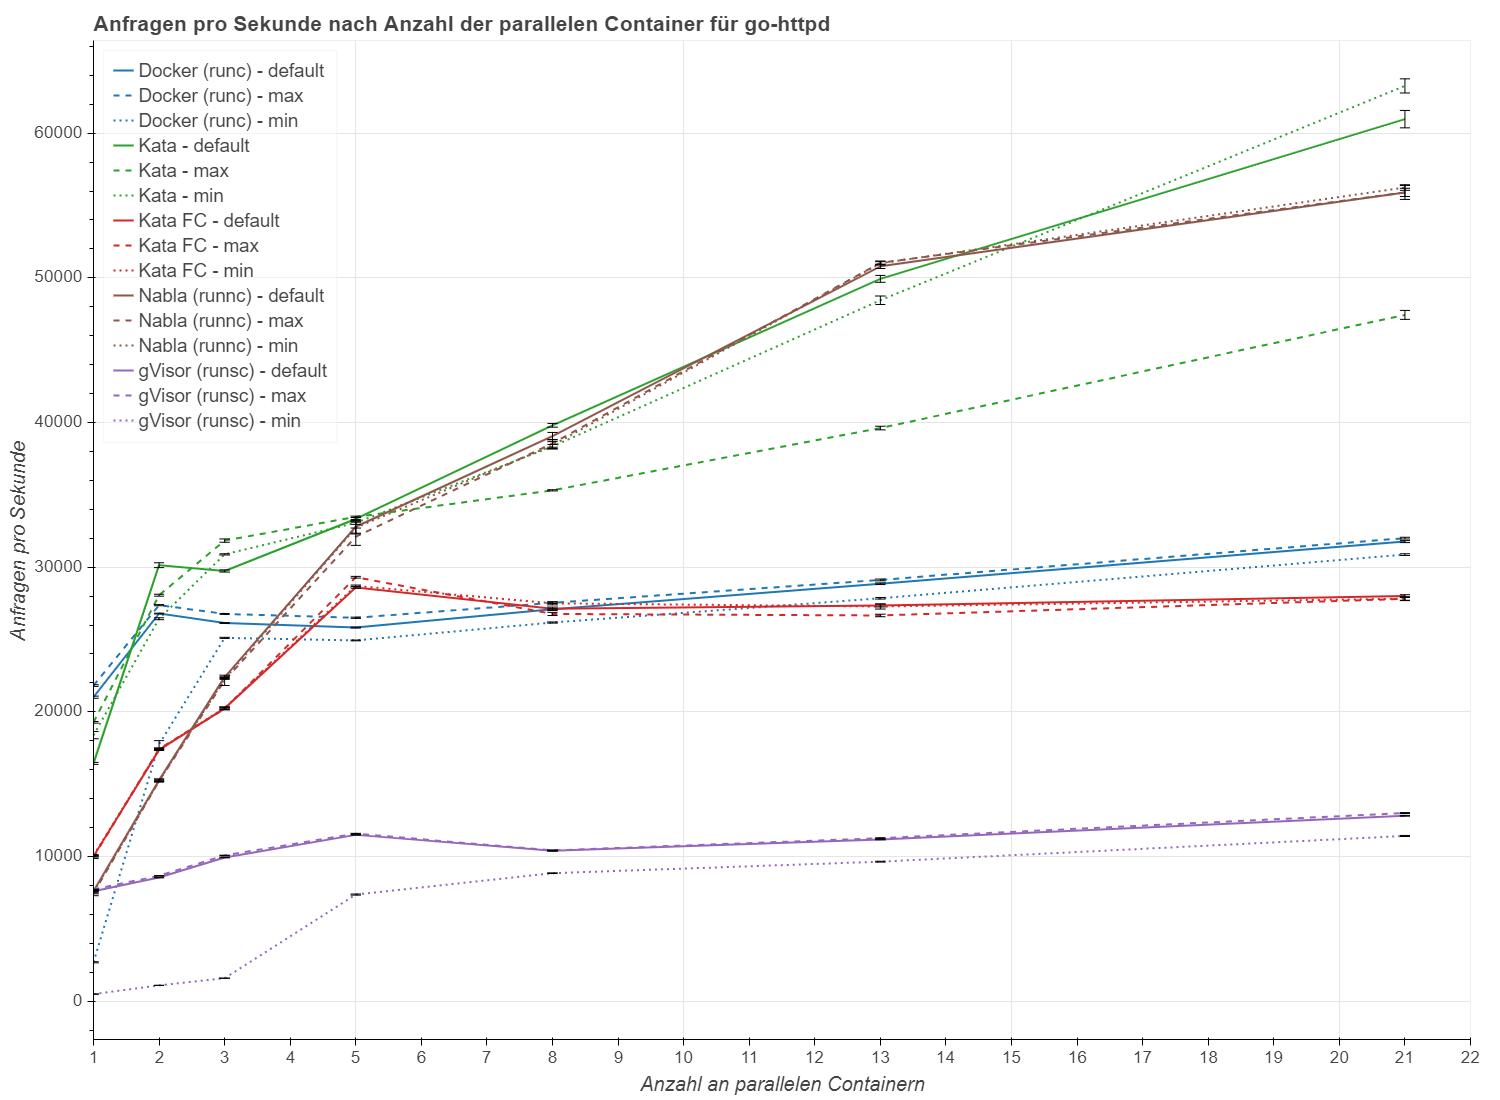 Anfragen pro Sekunde nach Anzahl der parallelen Container für go-httpd
Docker (runc) - default
Docker (runc) - max
Docker (runc) - min
Kata - default
Kata - max
Kata - min
Kata FC - default
Kata FC - max
Kata FC - min
Nabla (runnc) - default
Nabla (runnc) - max
Nabla (runnc) - min
gVisor (runsc) - default
gVisor (runsc) - max
gVisor (runsc) - min
Anfragen pro Sekunde
60000
50000
40000
30000
20000
10000
0
1 2 3 4 5 6 7 8 9 10 11 12 13 14 15 16 17 18 19 20 21 22
Anzahl an parallelen Containern